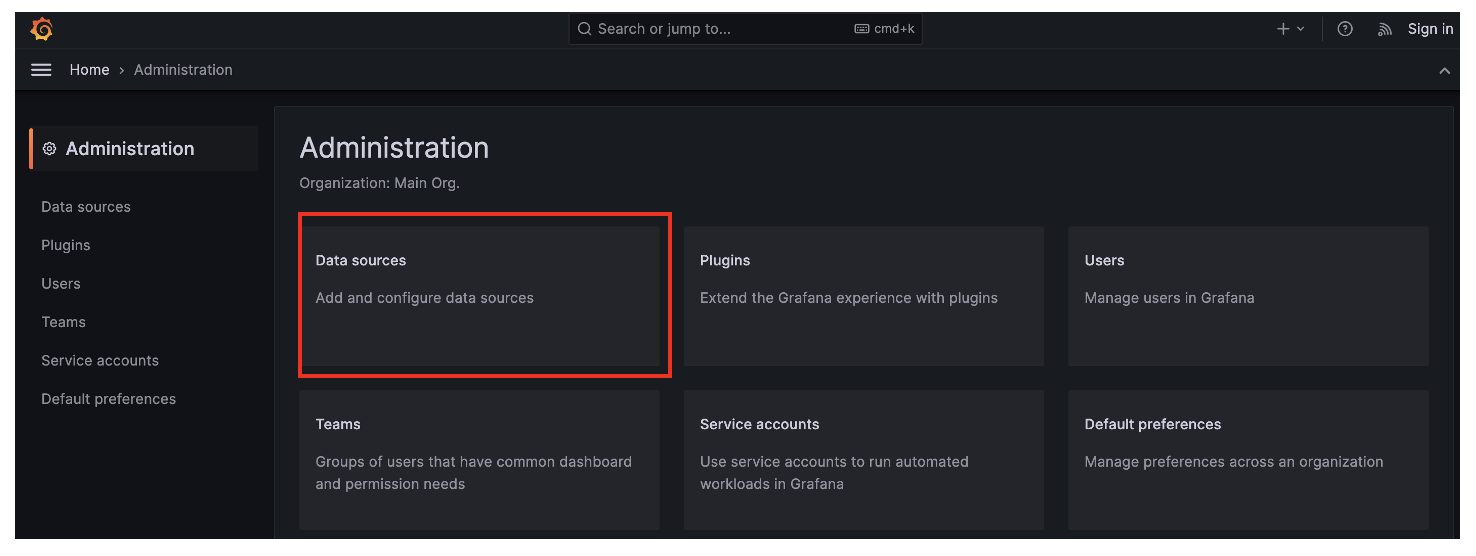 Search or jump to... cmd+k Sign in
Home › Administration
Administration
Data sources
Plugins
Users
Teams
Service accounts
Default preferences
Administration
Organization: Main Org.
Data sources
Add and configure data sources
Plugins
Extend the Grafana experience with plugins
Users
Manage users in Grafana
Teams
Groups of users that have common dashboard
and permission needs
Service accounts
Use service accounts to run automated
workloads in Grafana
Default preferences
Manage preferences across an organization